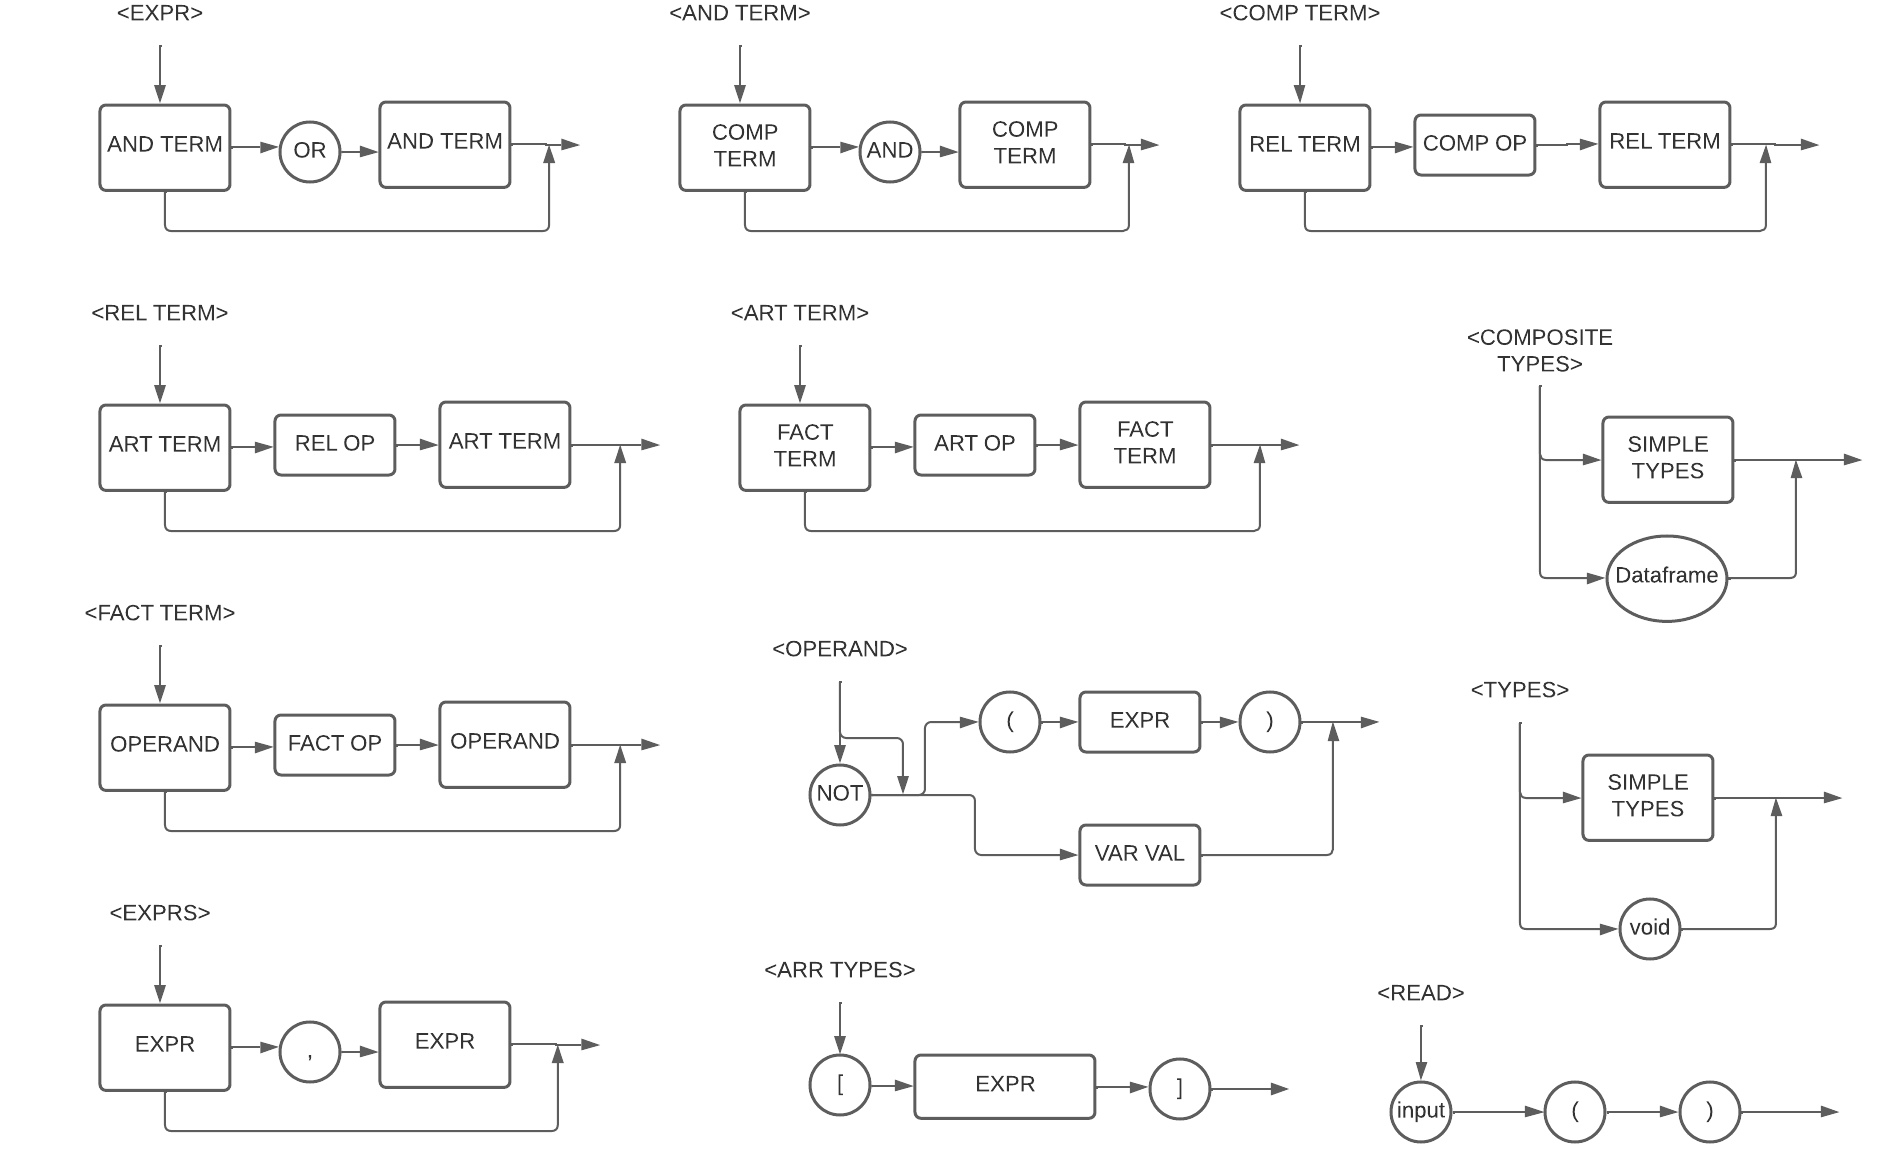 <EXPR>
AND TERM
OR
AND TERM
<AND TERM>
COMP
TERM
AND
COMP
TERM
<COMP TERM>
REL TERM
COMP OP
REL TERM
<REL TERM>
ART TERM
REL OP
ART TERM
<ART TERM>
FACT
TERM
ART OP
FACT
TERM
<COMPOSITE
TYPES>
SIMPLE
TYPES
Dataframe
<FACT TERM>
OPERAND
FACT OP
OPERAND
<OPERAND>
NOT
(
EXPR
)
VAR VAL
<TYPES>
SIMPLE
TYPES
void
<EXPRS>
EXPR
,
EXPR
<ARR TYPES>
[
EXPR
]
<READ>
input
(
)